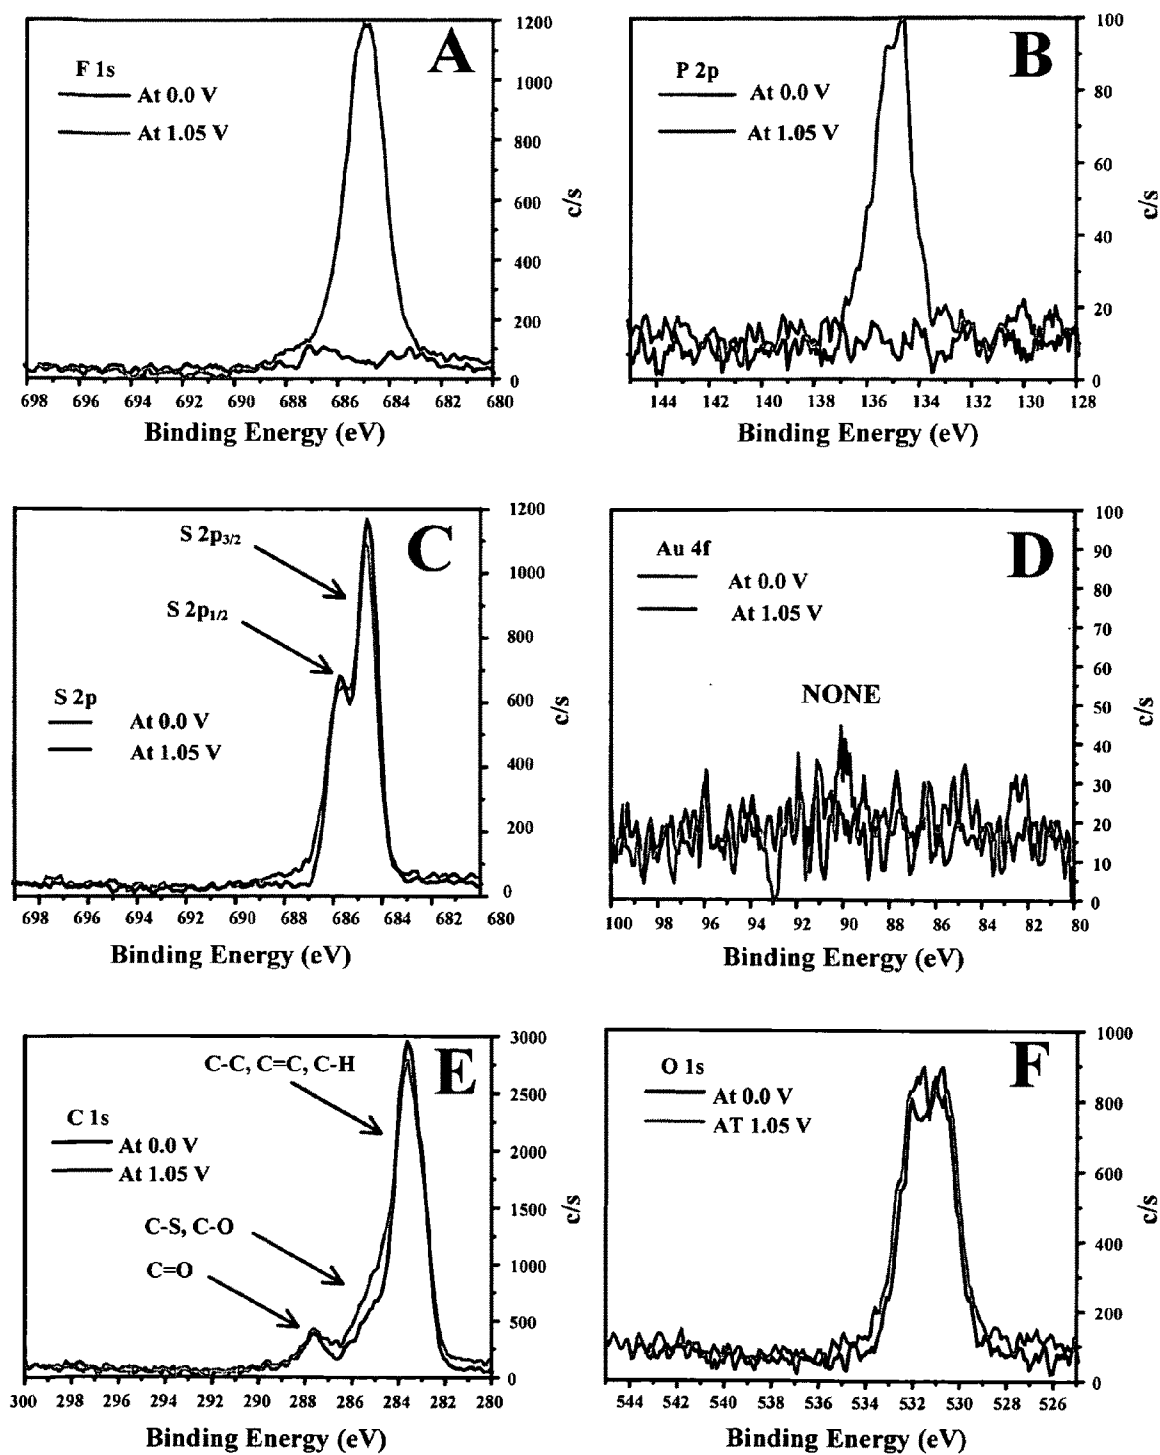 A
F 1s
At 0.0 V
At 1.05 V
1200
1000
800
600
400
200
0
c/s
698 696 694 692 690 688 686 684 682 680
Binding Energy (eV)
B
P 2p
At 0.0 V
At 1.05 V
100
80
60
40
20
0
c/s
144 142 140 138 136 134 132 130 128
Binding Energy (eV)
C
S 2p3/2
S 2p1/2
S 2p
At 0.0 V
At 1.05 V
1200
1000
800
600
400
200
0
c/s
698 696 694 692 690 688 686 684 682 680
Binding Energy (eV)
D
Au 4f
At 0.0 V
At 1.05 V
NONE
100
90
80
70
60
50
40
30
20
10
0
c/s
100 98 96 94 92 90 88 86 84 82 80
Binding Energy (eV)
E
C-C, C=C, C-H
C 1s
At 0.0 V
At 1.05 V
C-S, C-O
C=O
3000
2500
2000
1500
1000
500
0
c/s
300 298 296 294 292 290 288 286 284 282 280
Binding Energy (eV)
F
O 1s
At 0.0 V
AT 1.05 V
1000
800
600
400
200
0
c/s
544 542 540 538 536 534 532 530 528 526
Binding Energy (eV)